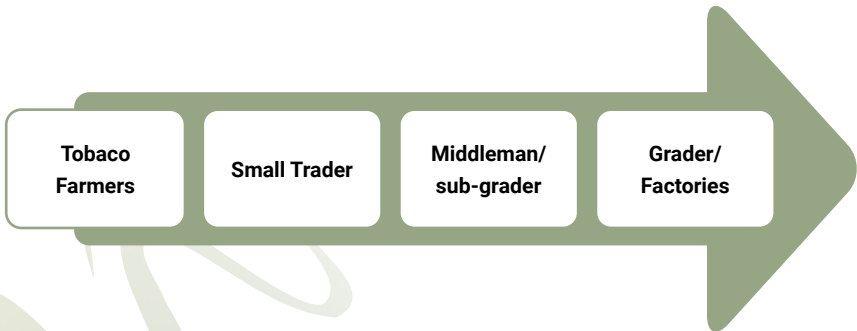 Tobaco
Farmers
Small Trader
Middleman/
sub-grader
Grader/
Factories